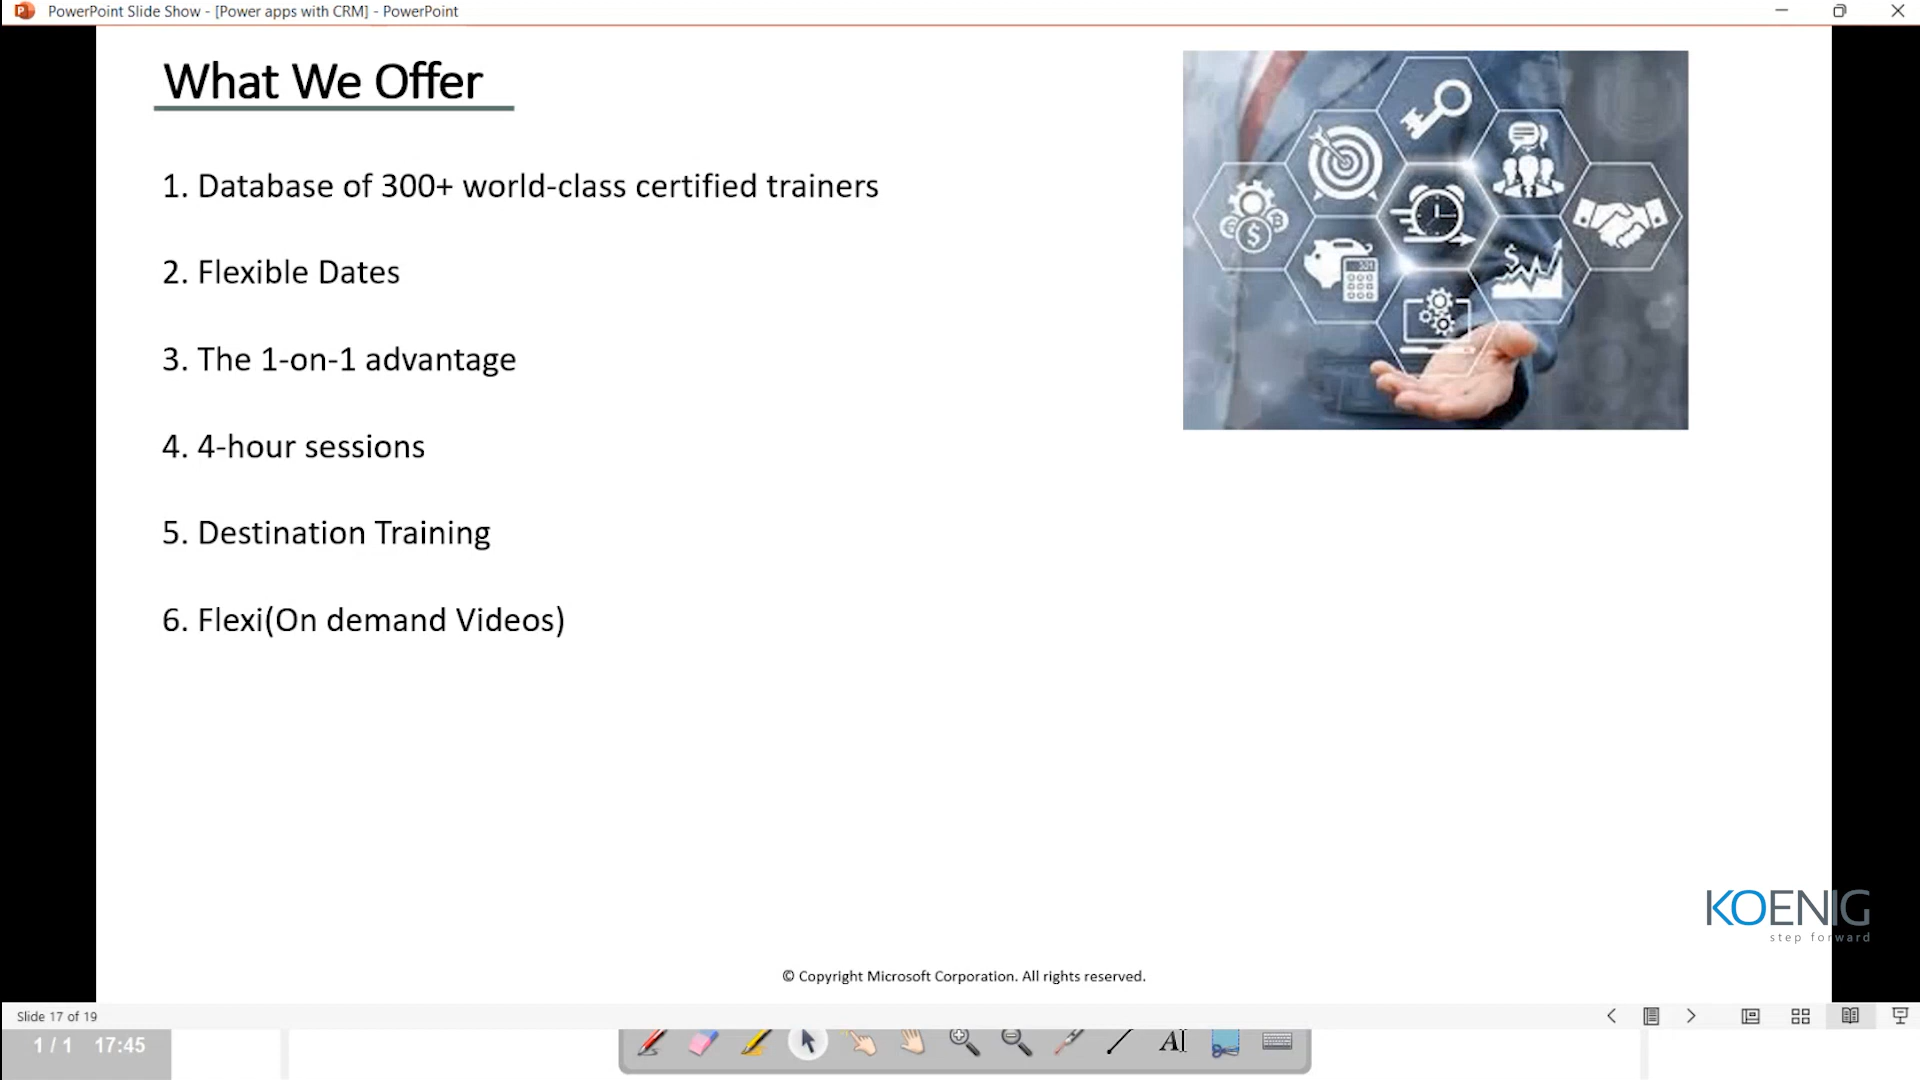 PowerPoint Slide Show - [Power apps with CRM] - PowerPoint
What We Offer
1. Database of 300+ world-class certified trainers
2. Flexible Dates
3. The 1-on-1 advantage
4. 4-hour sessions
5. Destination Training
6. Flexi(On demand Videos)
KOENIG
step forward
© Copyright Microsoft Corporation. All rights reserved.
Slide 17 of 19
1 / 1 17:45